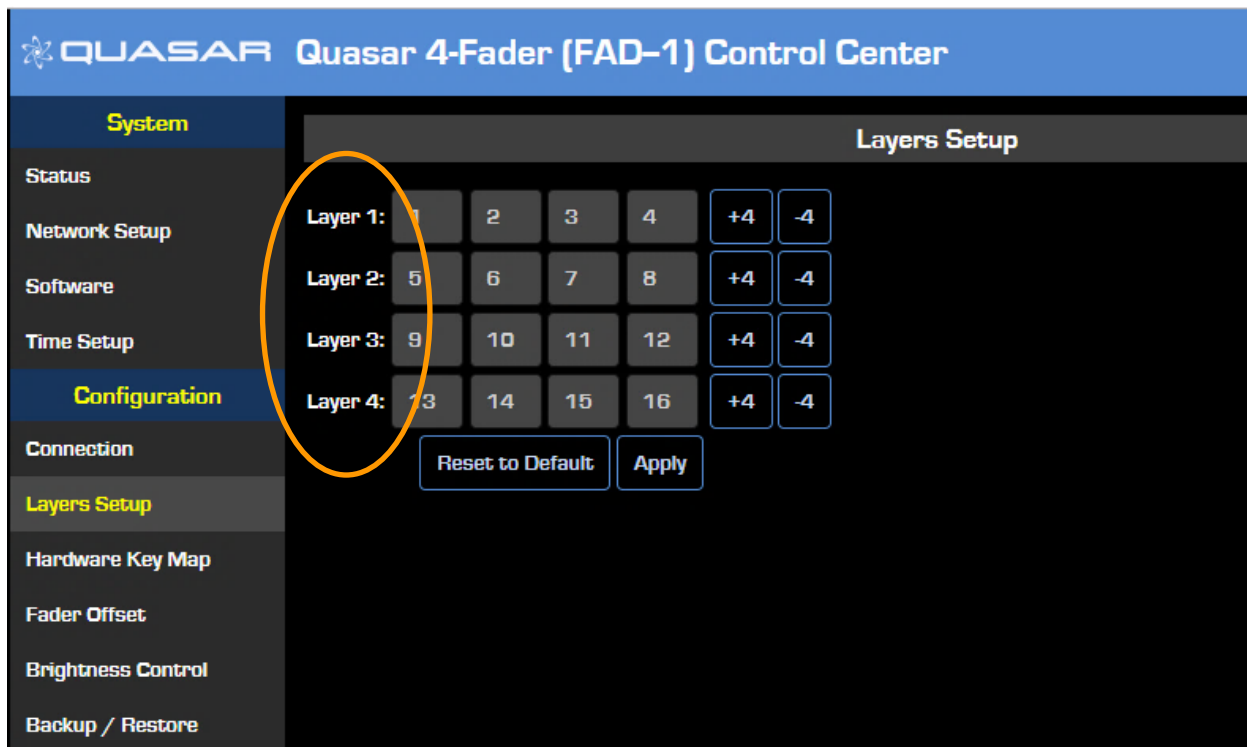 QUASAR Quasar 4-Fader (FAD-1) Control Center
System
Status
Network Setup
Software
Time Setup
Configuration
Connection
Layers Setup
Hardware Key Map
Fader Offset
Brightness Control
Backup / Restore
Layers Setup
Layer 1: 1 2 3 4 +4 -4
Layer 2: 5 6 7 8 +4 -4
Layer 3: 9 10 11 12 +4 -4
Layer 4: 13 14 15 16 +4 -4
Reset to Default Apply